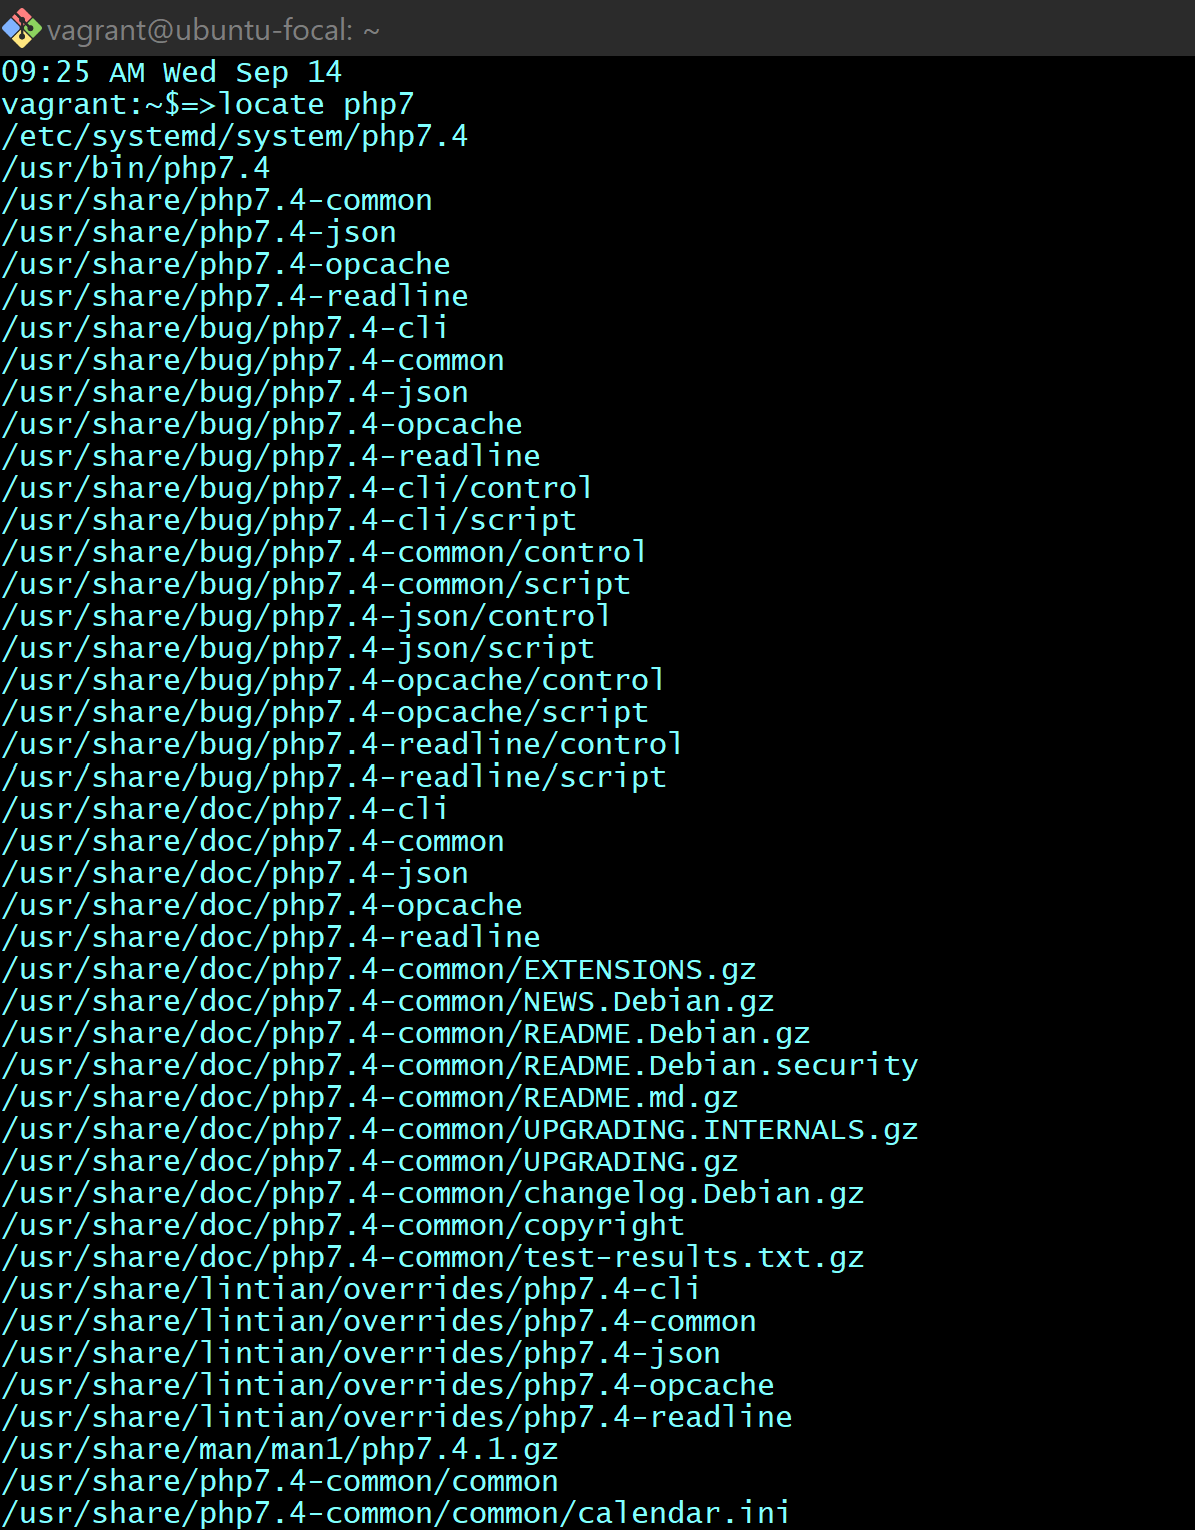 vagrant@ubuntu-focal: ~
09:25 AM Wed Sep 14
vagrant:~$=>locate php7
/etc/systemd/system/php7.4
/usr/bin/php7.4
/usr/share/php7.4-common
/usr/share/php7.4-json
/usr/share/php7.4-opcache
/usr/share/php7.4-readline
/usr/share/bug/php7.4-cli
/usr/share/bug/php7.4-common
/usr/share/bug/php7.4-json
/usr/share/bug/php7.4-opcache
/usr/share/bug/php7.4-readline
/usr/share/bug/php7.4-cli/control
/usr/share/bug/php7.4-cli/script
/usr/share/bug/php7.4-common/control
/usr/share/bug/php7.4-common/script
/usr/share/bug/php7.4-json/control
/usr/share/bug/php7.4-json/script
/usr/share/bug/php7.4-opcache/control
/usr/share/bug/php7.4-opcache/script
/usr/share/bug/php7.4-readline/control
/usr/share/bug/php7.4-readline/script
/usr/share/doc/php7.4-cli
/usr/share/doc/php7.4-common
/usr/share/doc/php7.4-json
/usr/share/doc/php7.4-opcache
/usr/share/doc/php7.4-readline
/usr/share/doc/php7.4-common/EXTENSIONS.gz
/usr/share/doc/php7.4-common/NEWS.Debian.gz
/usr/share/doc/php7.4-common/README.Debian.gz
/usr/share/doc/php7.4-common/README.Debian.security
/usr/share/doc/php7.4-common/README.md.gz
/usr/share/doc/php7.4-common/UPGRADING.INTERNALS.gz
/usr/share/doc/php7.4-common/UPGRADING.gz
/usr/share/doc/php7.4-common/changelog.Debian.gz
/usr/share/doc/php7.4-common/copyright
/usr/share/doc/php7.4-common/test-results.txt.gz
/usr/share/lintian/overrides/php7.4-cli
/usr/share/lintian/overrides/php7.4-common
/usr/share/lintian/overrides/php7.4-json
/usr/share/lintian/overrides/php7.4-opcache
/usr/share/lintian/overrides/php7.4-readline
/usr/share/man/man1/php7.4.1.gz
/usr/share/php7.4-common/common
/usr/share/php7.4-common/common/calendar.ini